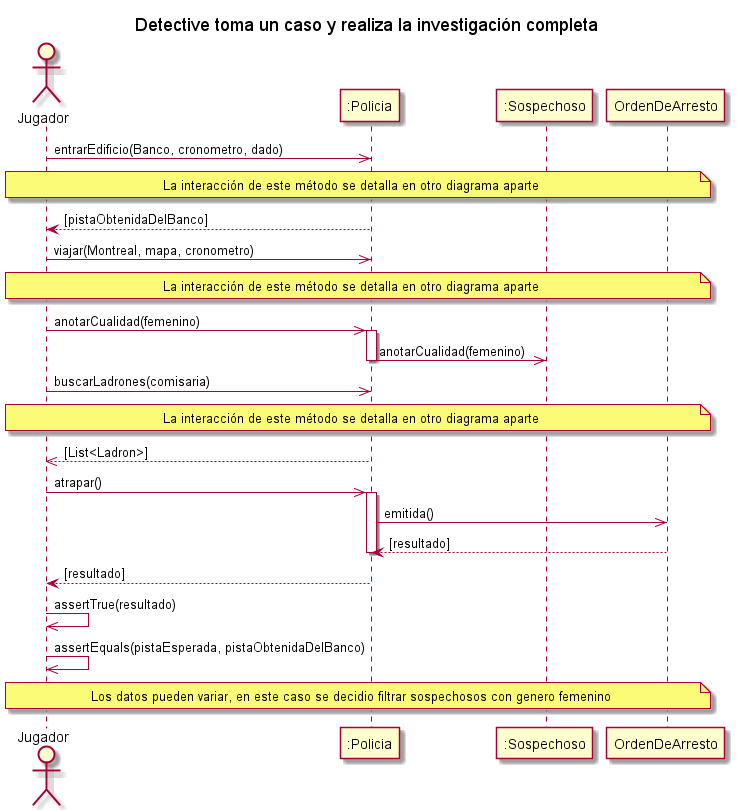 Detective toma un caso y realiza la investigación completa
Jugador
:Policia
:Sospechoso
OrdenDeArresto
entrarEdificio(Banco, cronometro, dado)
La interacción de este método se detalla en otro diagrama aparte
[pistaObtenidaDelBanco]
viajar(Montreal, mapa, cronometro)
La interacción de este método se detalla en otro diagrama aparte
anotarCualidad(femenino)
anotarCualidad(femenino)
buscarLadrones(comisaria)
La interacción de este método se detalla en otro diagrama aparte
[List<Ladron>]
atrapar()
emitida()
[resultado]
[resultado]
assertTrue(resultado)
assertEquals(pistaEsperada, pistaObtenidaDelBanco)
Los datos pueden variar, en este caso se decidio filtrar sospechosos con genero femenino
Jugador
:Policia
:Sospechoso
OrdenDeArresto